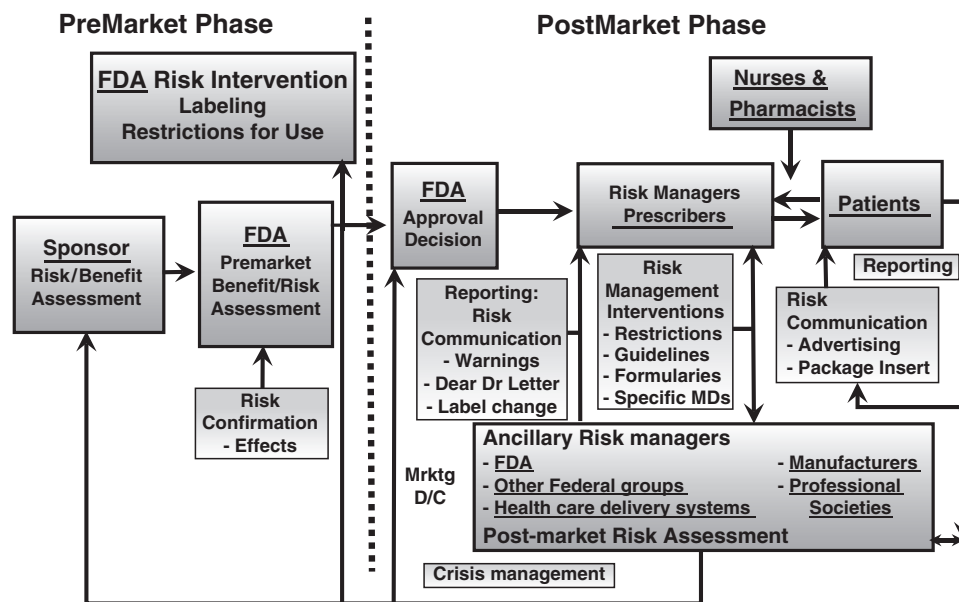 PreMarket Phase
PostMarket Phase
FDA Risk Intervention
Labeling
Restrictions for Use
Nurses &
Pharmacists
Sponsor
Risk/Benefit
Assessment
FDA
Premarket
Benefit/Risk
Assessment
FDA
Approval
Decision
Risk Managers
Prescribers
Patients
Reporting
Risk
Confirmation
- Effects
Reporting:
Risk
Communication
- Warnings
- Dear Dr Letter
- Label change
Risk
Management
Interventions
- Restrictions
- Guidelines
- Formularies
- Specific MDs
Risk
Communication
- Advertising
- Package Insert
Mrktg
D/C
Ancillary Risk managers
- FDA
- Other Federal groups
- Health care delivery systems
- Manufacturers
- Professional
Societies
Post-market Risk Assessment
Crisis management